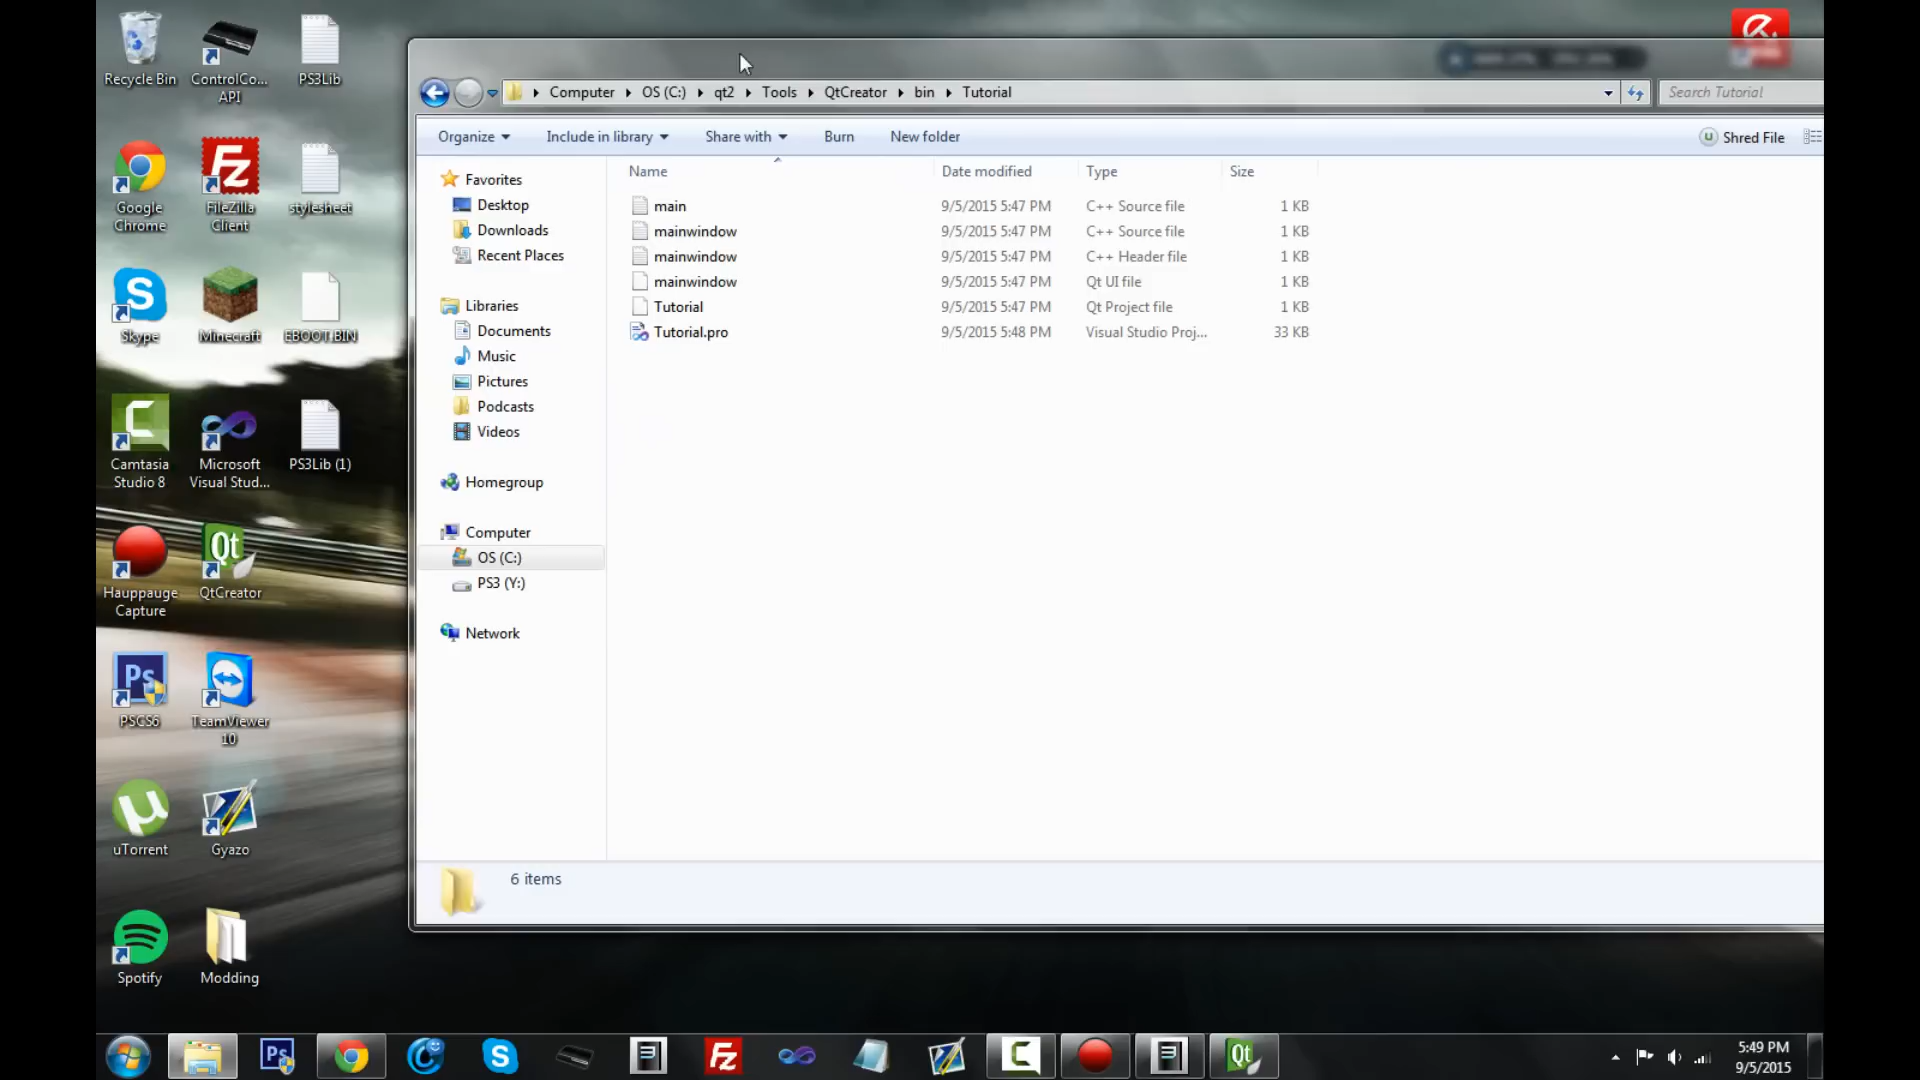 Recycle Bin
ControlCo...
API
PS3Lib
Google
Chrome
FileZilla
Client
stylesheet
Skype
Minecraft
EBOOT.BIN
Camtasia
Studio 8
Microsoft
Visual Stud...
PS3Lib (1)
Hauppauge
Capture
QtCreator
PSCS6
TeamViewer
10
uTorrent
Gyazo
Spotify
Modding
Computer OS (C:) qt2 Tools QtCreator bin Tutorial
Search Tutorial
Organize Include in library Share with Burn New folder Shred File
Favorites
Desktop
Downloads
Recent Places
Libraries
Documents
Music
Pictures
Podcasts
Videos
Homegroup
Computer
OS (C:)
PS3 (Y:)
Network
Name Date modified Type Size
main 9/5/2015 5:47 PM C++ Source file 1 KB
mainwindow 9/5/2015 5:47 PM C++ Source file 1 KB
mainwindow 9/5/2015 5:47 PM C++ Header file 1 KB
mainwindow 9/5/2015 5:47 PM Qt UI file 1 KB
Tutorial 9/5/2015 5:47 PM Qt Project file 1 KB
Tutorial.pro 9/5/2015 5:48 PM Visual Studio Proj... 33 KB
6 items
5:49 PM
9/5/2015